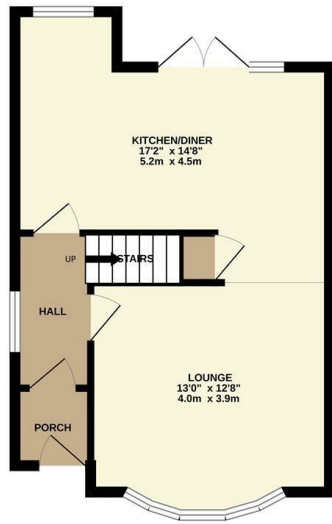 KITCHEN/DINER
17'2" x 14'8"
5.2m x 4.5m
UP
STAIRS
HALL
LOUNGE
13'0" x 12'8"
4.0m x 3.9m
PORCH